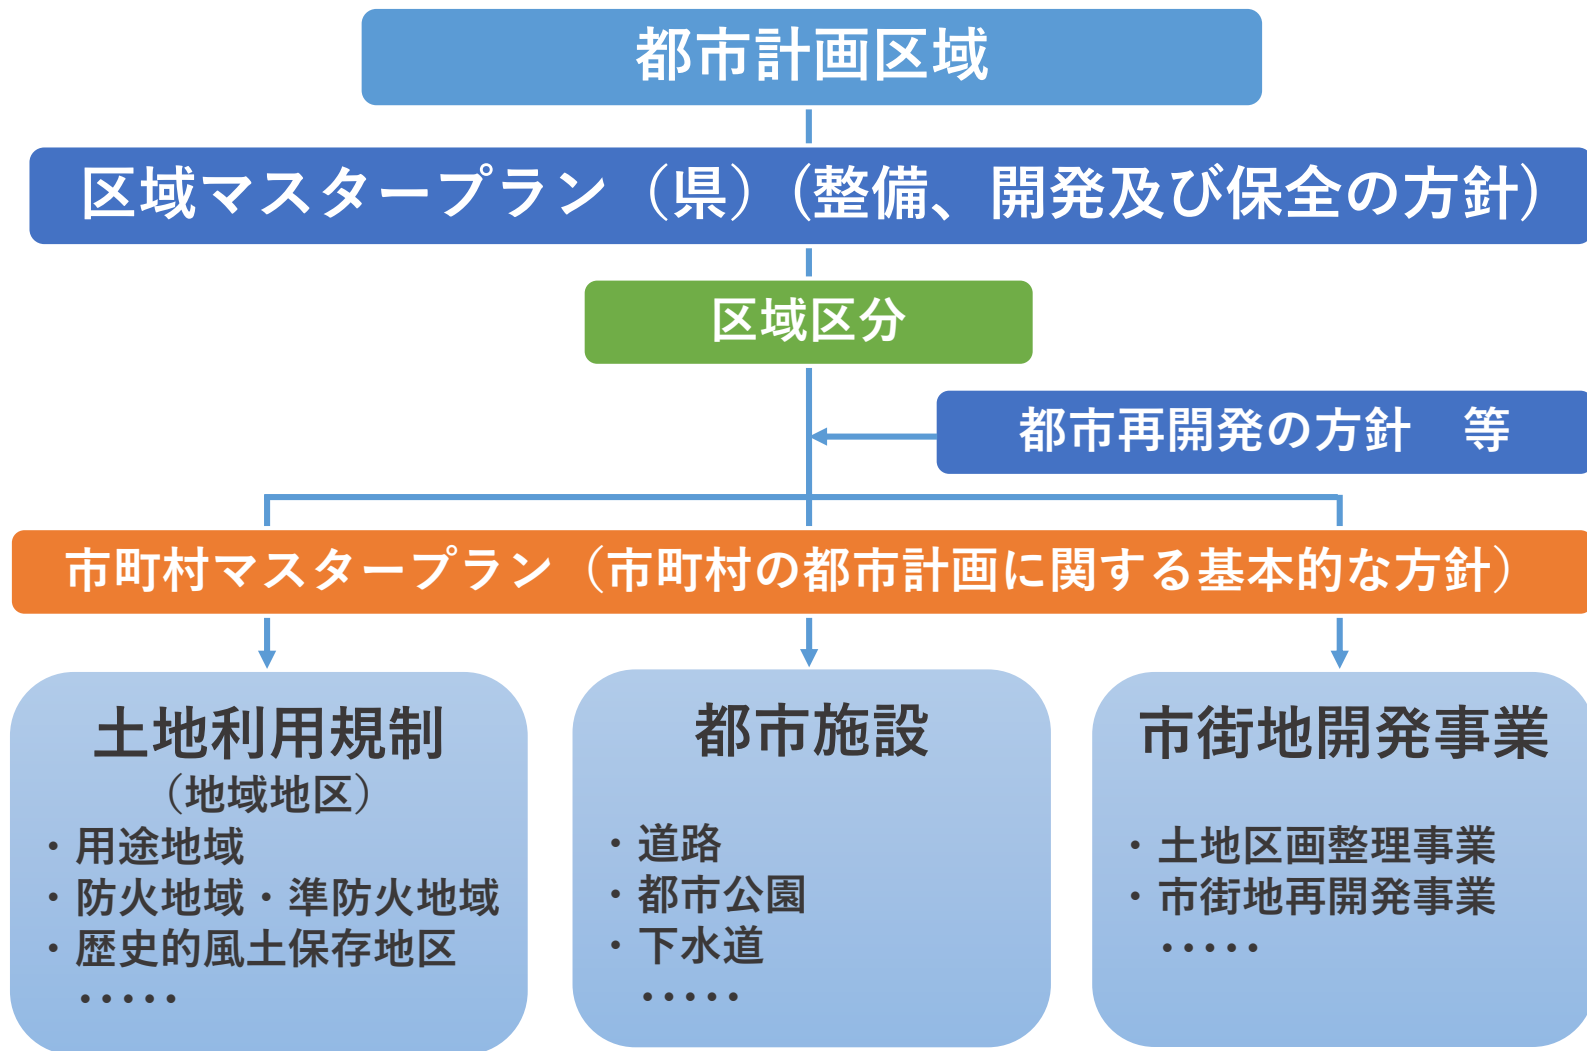 都市計画区域
区域マスタープラン（県）（整備、開発及び保全の方針）
区域区分
都市再開発の方針　等
市町村マスタープラン（市町村の都市計画に関する基本的な方針）
土地利用規制
（地域地区）
・用途地域
・防火地域・準防火地域
・歴史的風土保存地区
・・・・・
都市施設
・道路
・都市公園
・下水道
・・・・・
市街地開発事業
・土地区画整理事業
・市街地再開発事業
・・・・・